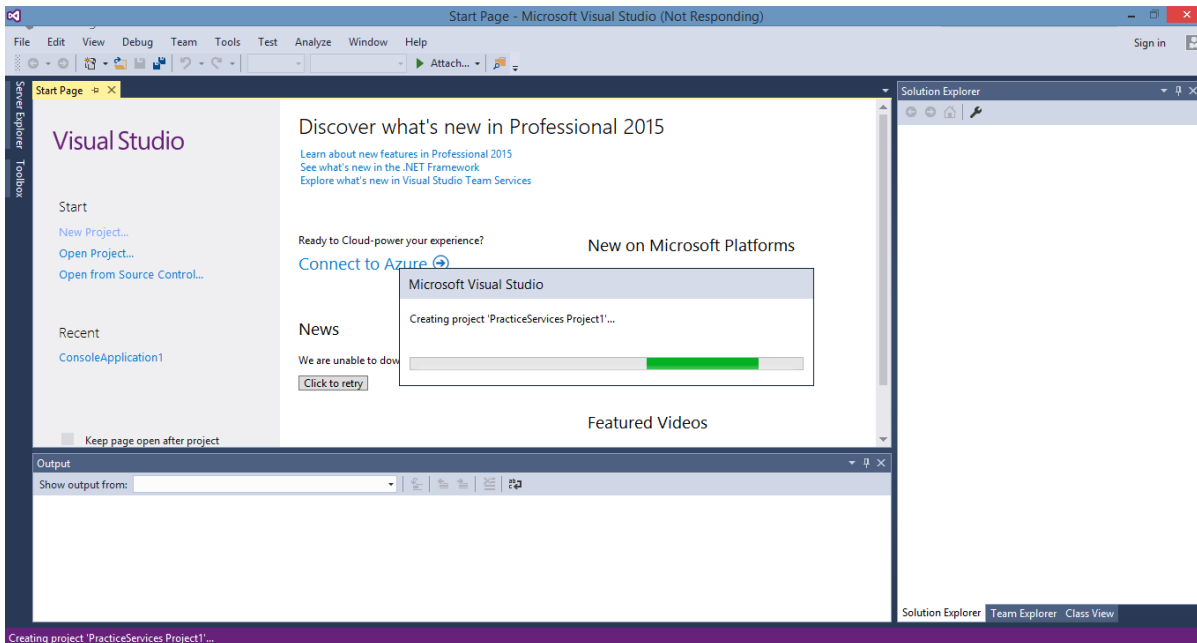 Start Page - Microsoft Visual Studio (Not Responding)
File Edit View Debug Team Tools Test Analyze Window Help
Sign in
Attach...
Server Explorer
Toolbox
Start Page
Visual Studio
Start
New Project...
Open Project...
Open from Source Control...
Recent
ConsoleApplication1
Keep page open after project
Discover what's new in Professional 2015
Learn about new features in Professional 2015
See what's new in the .NET Framework
Explore what's new in Visual Studio Team Services
Ready to Cloud-power your experience?
Connect to Azure
New on Microsoft Platforms
News
We are unable to dow
Click to retry
Featured Videos
Microsoft Visual Studio
Creating project 'PracticeServices Project1'...
Solution Explorer
Output
Show output from:
Solution Explorer Team Explorer Class View
Creating project 'PracticeServices Project1'...